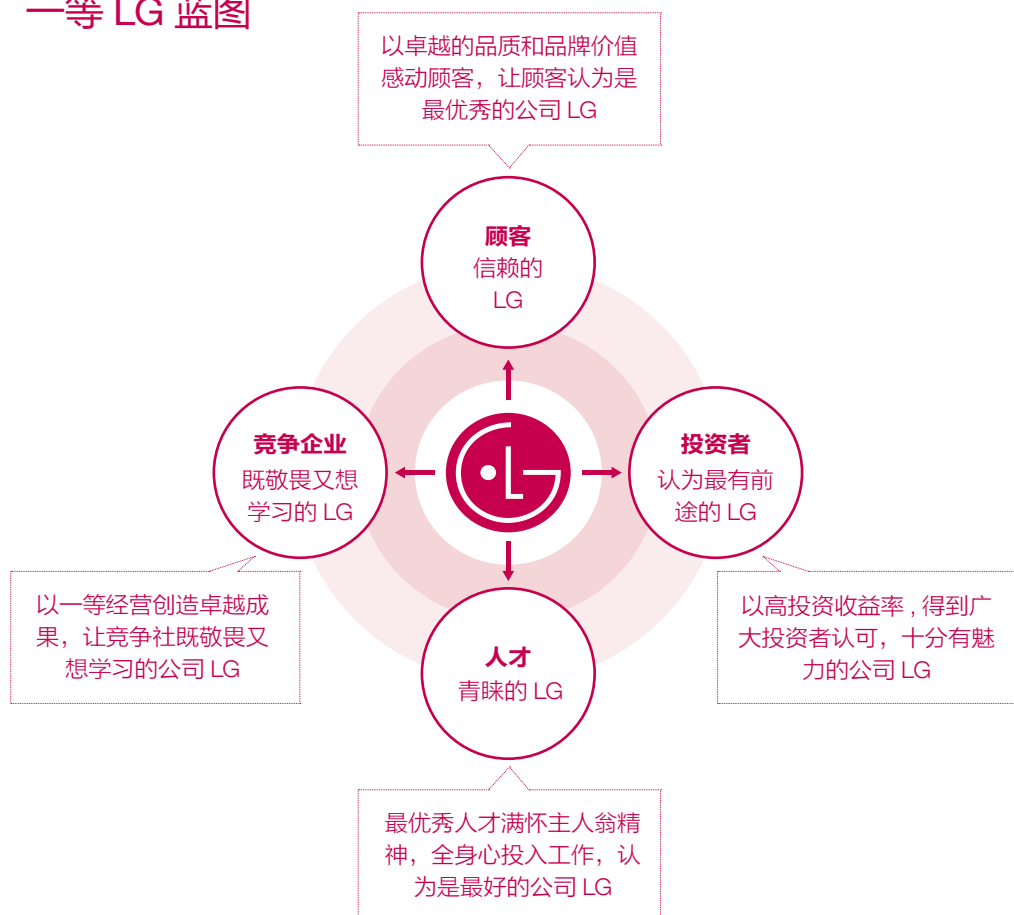 一等 LG 蓝图
以卓越的品质和品牌价值
感动顾客，让顾客认为是
最优秀的公司 LG
顾客
信赖的
LG
竞争企业
既敬畏又想
学习的 LG
投资者
认为最有前
途的 LG
以一等经营创造卓越成
果，让竞争社既敬畏又
想学习的公司 LG
以高投资收益率 , 得到广
大投资者认可，十分有魅
力的公司 LG
人才
青睐的 LG
最优秀人才满怀主人翁精
神，全身心投入工作，认
为是最好的公司 LG